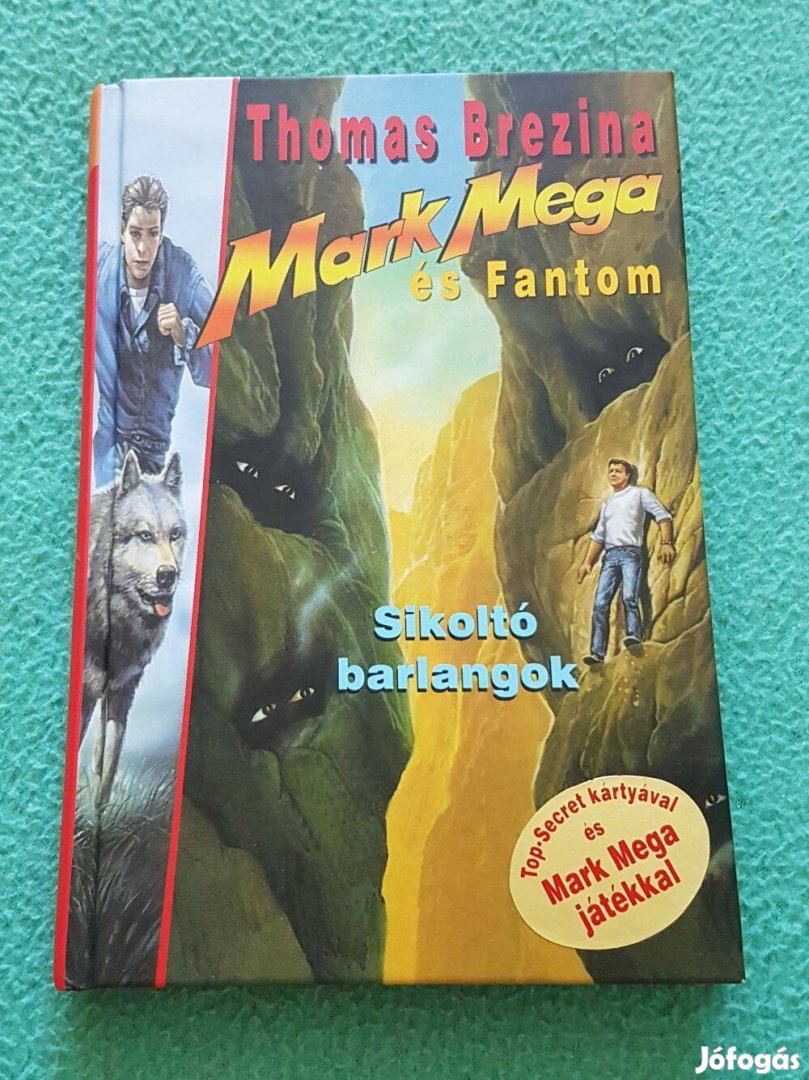 Thomas Brezina
Mark Mega
és Fantom
Sikoltó
barlangok
Top-Secret kártyával
és
Mark Mega
játékkal
Jófogás